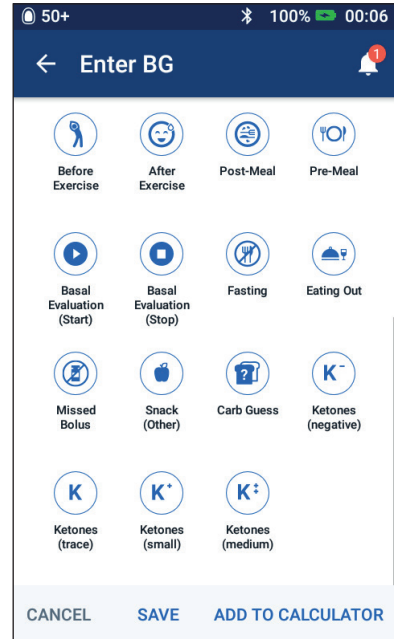 50+ 100% 00:06
Enter BG 1
Before After Post-Meal Pre-Meal
Exercise Exercise
Basal Basal Fasting Eating Out
Evaluation Evaluation
(Start) (Stop)
?
K-
Missed Snack Carb Guess Ketones
Bolus (Other) (negative)
K K+ K‡
Ketones Ketones Ketones
(trace) (small) (medium)
CANCEL SAVE ADD TO CALCULATOR